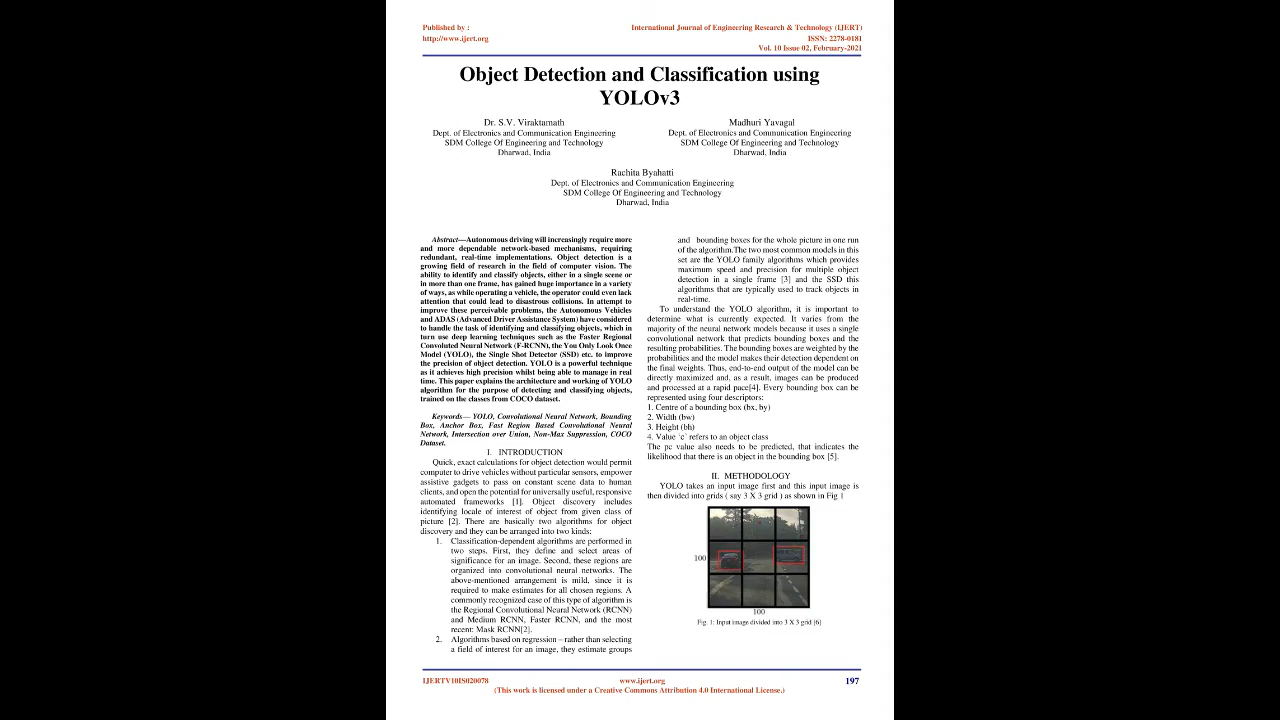 Published by :
http://www.ijert.org
International Journal of Engineering Research & Technology (IJERT)
ISSN: 2278-0181
Vol. 10 Issue 02, February-2021
Object Detection and Classification using
YOLOv3
Dr. S.V. Viraktamath
Dept. of Electronics and Communication Engineering
SDM College Of Engineering and Technology
Dharwad, India
Madhuri Yavagal
Dept. of Electronics and Communication Engineering
SDM College Of Engineering and Technology
Dharwad, India
Rachita Byahatti
Dept. of Electronics and Communication Engineering
SDM College Of Engineering and Technology
Dharwad, India
Abstract—Autonomous driving will increasingly require more
and more dependable network-based mechanisms, requiring
redundant, real-time implementations. Object detection is a
growing field of research in the field of computer vision. The
ability to identify and classify objects, either in a single scene or
in more than one frame, has gained huge importance in a variety
of ways, as while operating a vehicle, the operator could even lack
attention that could lead to disastrous collisions. In attempt to
improve these perceivable problems, the Autonomous Vehicles
and ADAS (Advanced Driver Assistance System) have considered
to handle the task of identifying and classifying objects, which in
turn use deep learning techniques such as the Faster Regional
Convoluted Neural Network (F-RCNN), the You Only Look Once
Model (YOLO), the Single Shot Detector (SSD) etc. to improve
the precision of object detection. YOLO is a powerful technique
as it achieves high precision whilst being able to manage in real
time. This paper explains the architecture and working of YOLO
algorithm for the purpose of detecting and classifying objects,
trained on the classes from COCO dataset.
Keywords— YOLO, Convolutional Neural Network, Bounding
Box, Anchor Box, Fast Region Based Convolutional Neural
Network, Intersection over Union, Non-Max Suppression, COCO
Dataset.
I. INTRODUCTION
Quick, exact calculations for object detection would permit
computer to drive vehicles without particular sensors, empower
assistive gadgets to pass on constant scene data to human
clients, and open the potential for universally useful, responsive
automated frameworks [1]. Object discovery includes
identifying locale of interest of object from given class of
picture [2]. There are basically two algorithms for object
discovery and they can be arranged into two kinds:
1. Classification-dependent algorithms are performed in
two steps. First, they define and select areas of
significance for an image. Second, these regions are
organized into convolutional neural networks. The
above-mentioned arrangement is mild, since it is
required to make estimates for all chosen regions. A
commonly recognized case of this type of algorithm is
the Regional Convolutional Neural Network (RCNN)
and Medium RCNN, Faster RCNN, and the most
recent: Mask RCNN[2].
2. Algorithms based on regression – rather than selecting
a field of interest for an image, they estimate groups
and bounding boxes for the whole picture in one run
of the algorithm.The two most common models in this
set are the YOLO family algorithms which provides
maximum speed and precision for multiple object
detection in a single frame [3] and the SSD this
algorithms that are typically used to track objects in
real-time.
To understand the YOLO algorithm, it is important to
determine what is currently expected. It varies from the
majority of the neural network models because it uses a single
convolutional network that predicts bounding boxes and the
resulting probabilities. The bounding boxes are weighted by the
probabilities and the model makes their detection dependent on
the final weights. Thus, end-to-end output of the model can be
directly maximized and, as a result, images can be produced
and processed at a rapid pace[4]. Every bounding box can be
represented using four descriptors:
1. Centre of a bounding box (bx, by)
2. Width (bw)
3. Height (bh)
4. Value ‘c’ refers to an object class
The pc value also needs to be predicted, that indicates the
likelihood that there is an object in the bounding box [5].
II. METHODOLOGY
YOLO takes an input image first and this input image is
then divided into grids ( say 3 X 3 grid ) as shown in Fig 1
100
100
Fig. 1: Input image divided into 3 X 3 grid [6]
IJERTV10IS020078
www.ijert.org
197
(This work is licensed under a Creative Commons Attribution 4.0 International License.)